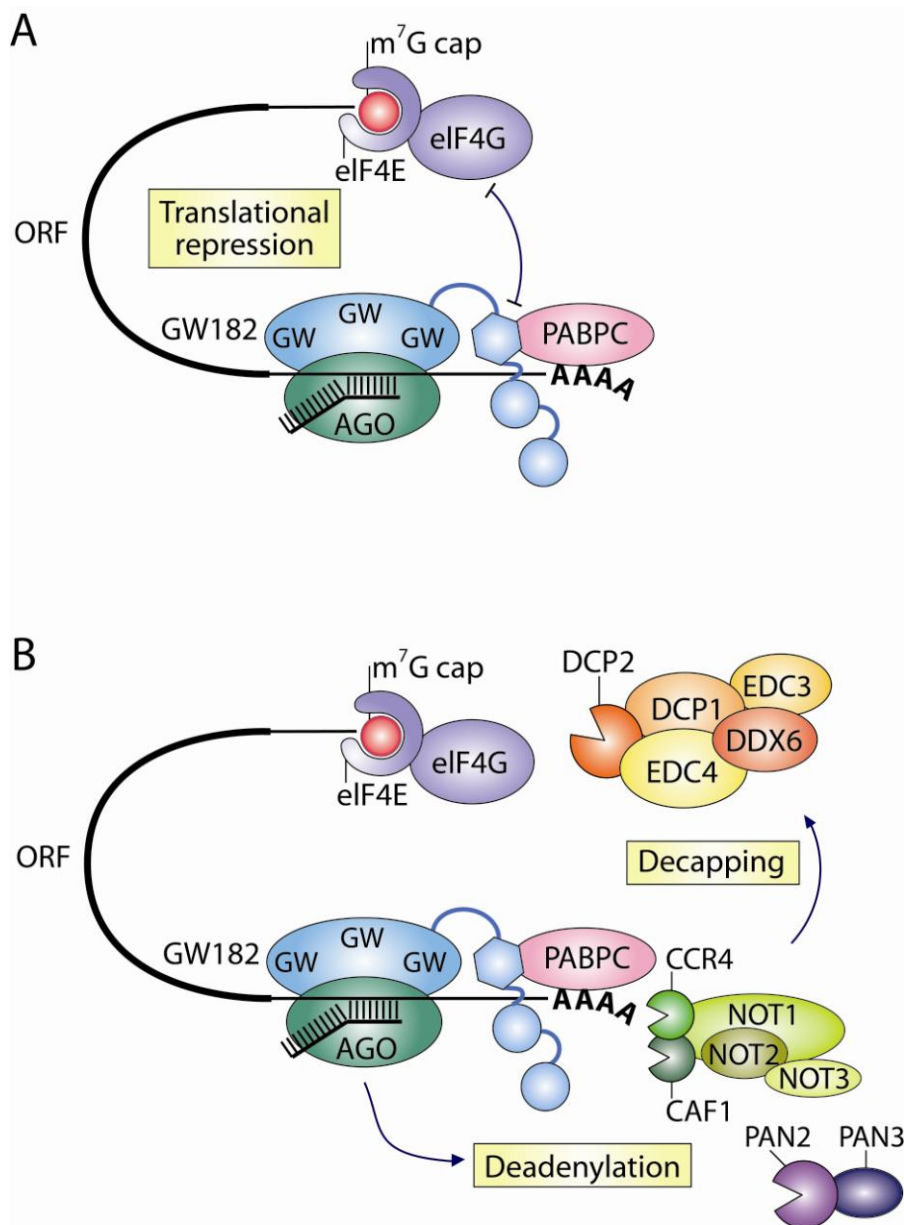 A
m⁷G cap
eIF4G
eIF4E
Translational
repression
ORF
GW182
GW
GW
GW
PABPC
AAAA
AGO
B
m⁷G cap
DCP2
EDC3
DCP1
DDX6
eIF4G
EDC4
eIF4E
ORF
Decapping
GW182
GW
GW
GW
PABPC
CCR4
AAAA
NOT1
AGO
NOT2
NOT3
CAF1
PAN2
PAN3
Deadenylation